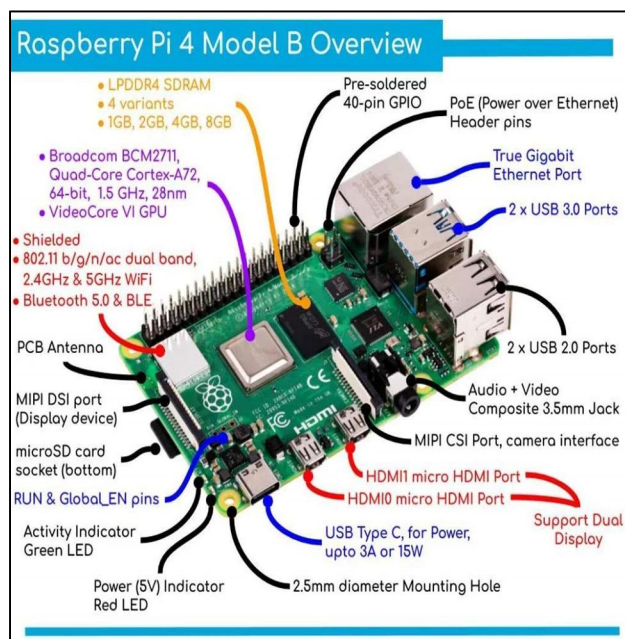 Raspberry Pi 4 Model B Overview
• LPDDR4 SDRAM
• 4 variants
• 1GB, 2GB, 4GB, 8GB
Pre-soldered
40-pin GPIO
PoE (Power over Ethernet)
Header pins
• Broadcom BCM2711,
Quad-Core Cortex-A72,
64-bit, 1.5 GHz, 28nm
• VideoCore VI GPU
True Gigabit
Ethernet Port
2 x USB 3.0 Ports
• Shielded
• 802.11 b/g/n/ac dual band,
2.4GHz & 5GHz WiFi
• Bluetooth 5.0 & BLE
PCB Antenna
2 x USB 2.0 Ports
MIPI DSI port
(Display device)
Audio + Video
Composite 3.5mm Jack
CE
FC
HDMI
MIPI CSI Port, camera interface
microSD card
socket (bottom)
HDMI1 micro HDMI Port
HDMI0 micro HDMI Port
RUN & Global_EN pins
Support Dual
Display
Activity Indicator
Green LED
USB Type C, for Power,
upto 3A or 15W
Power (5V) Indicator
Red LED
2.5mm diameter Mounting Hole